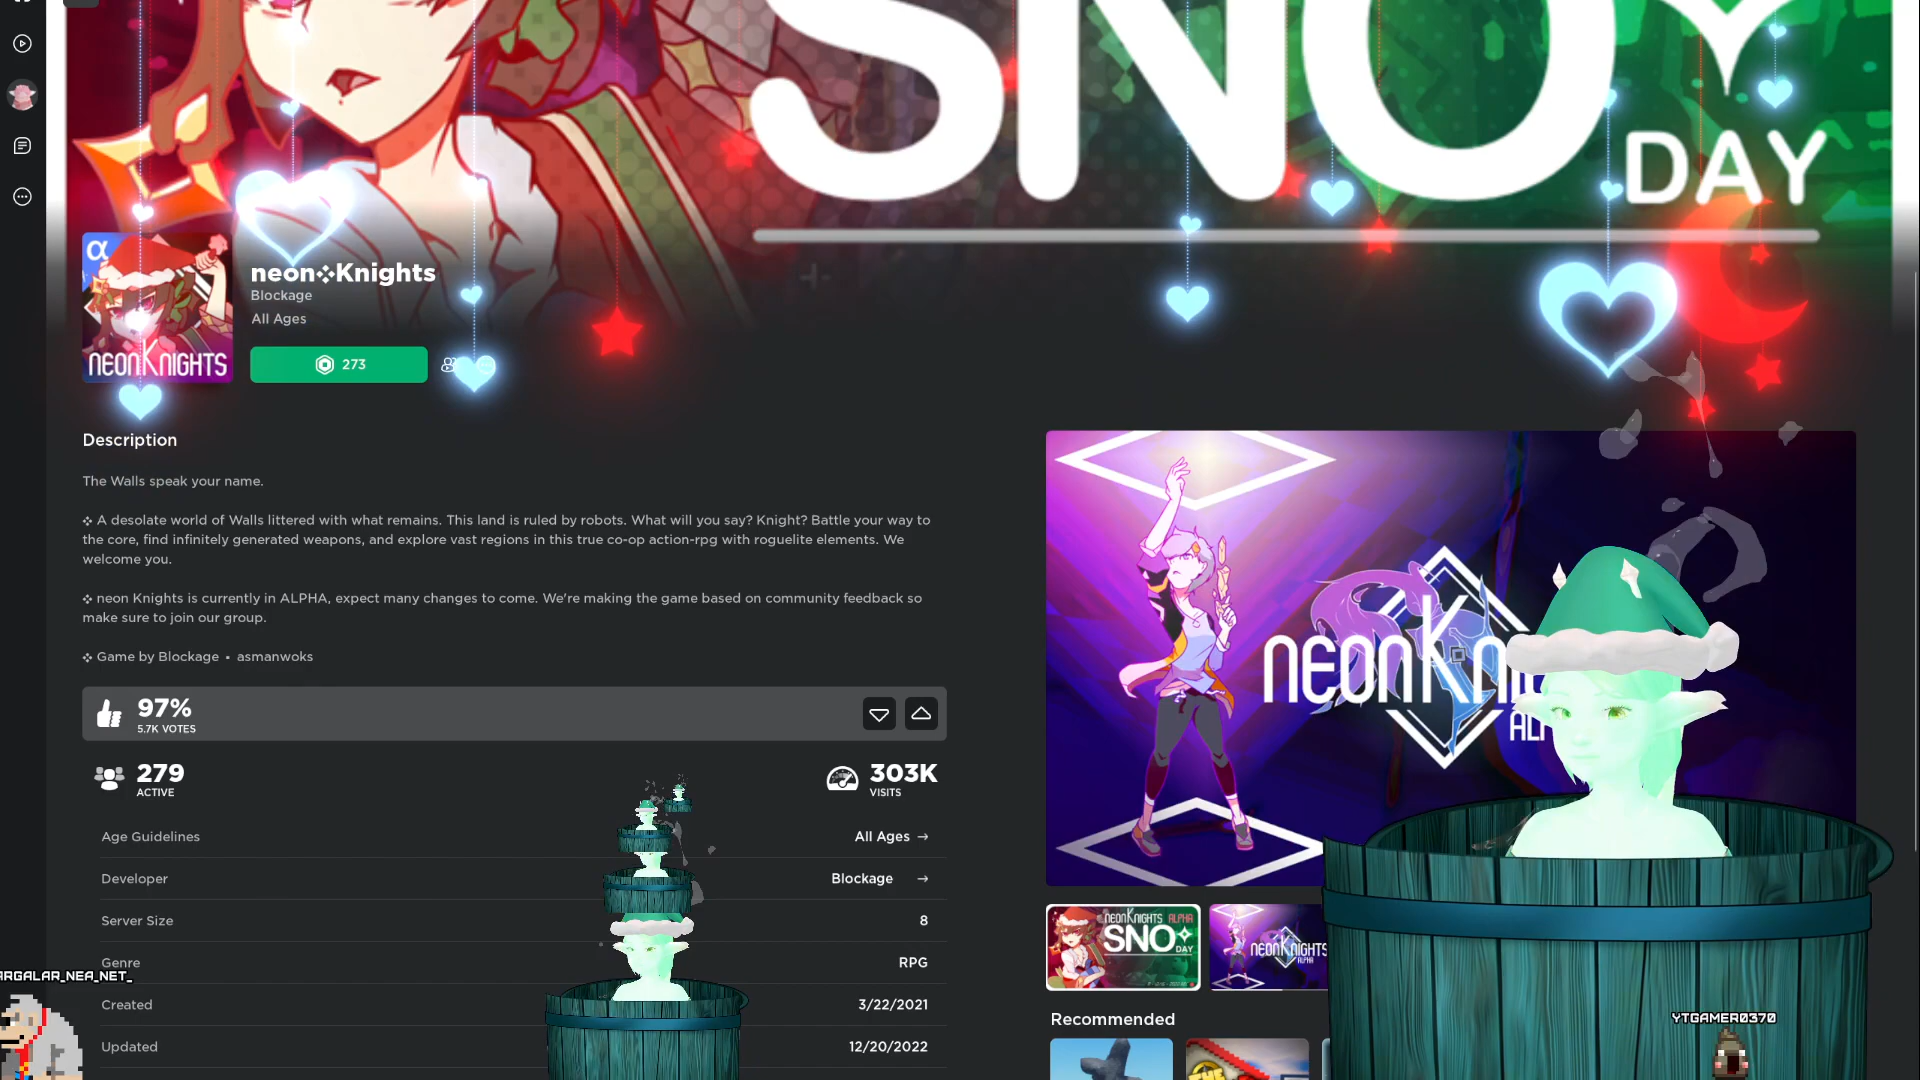 SNO
DAY
α
NEONKNIGHTS
neon Knights
Blockage
All Ages
273
Description
The Walls speak your name.
A desolate world of Walls littered with what remains. This land is ruled by robots. What will you say? Knight? Battle your way to
the core, find infinitely generated weapons, and explore vast regions in this true co-op action-rpg with roguelite elements. We
welcome you.
neon Knights is currently in ALPHA, expect many changes to come. We're making the game based on community feedback so
make sure to join our group.
Game by Blockage • asmanwoks
97%
5.7K VOTES
279
ACTIVE
303K
VISITS
Age Guidelines
All Ages →
Developer
Blockage →
Server Size
8
Genre
RPG
Created
3/22/2021
Updated
12/20/2022
NEONKNIGHTS ALPHA
SNO
DAY
NEONKNIGHTS
ALPHA
Recommended
ARGALAR_NEA_NET_
YTGAMER0370